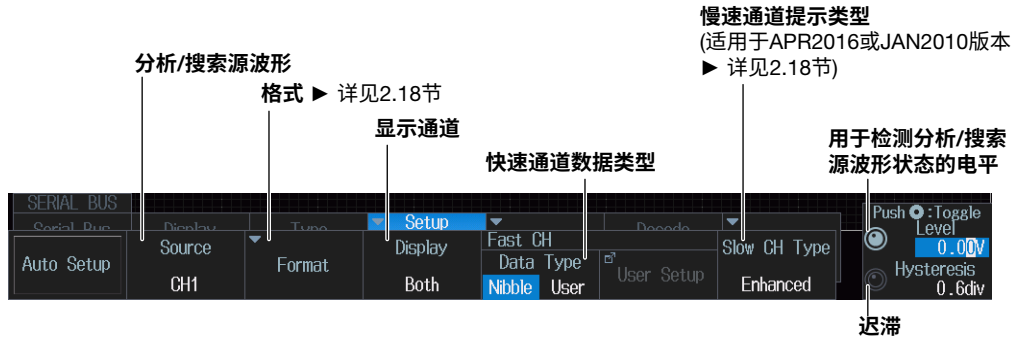 慢速通道提示类型
(适用于APR2016或JAN2010版本
▶ 详见2.18节)
分析/搜索源波形
格式 ▶ 详见2.18节
显示通道
快速通道数据类型
用于检测分析/搜索
源波形状态的电平
SERIAL BUS
Serial Bus
Display
Type
Setup
Decode
Auto Setup
Source
CH1
Format
Display
Both
Fast CH
Data Type
Nibble
User
User Setup
Slow CH Type
Enhanced
Push :Toggle
Level
0.00V
Hysteresis
0.6div
迟滞